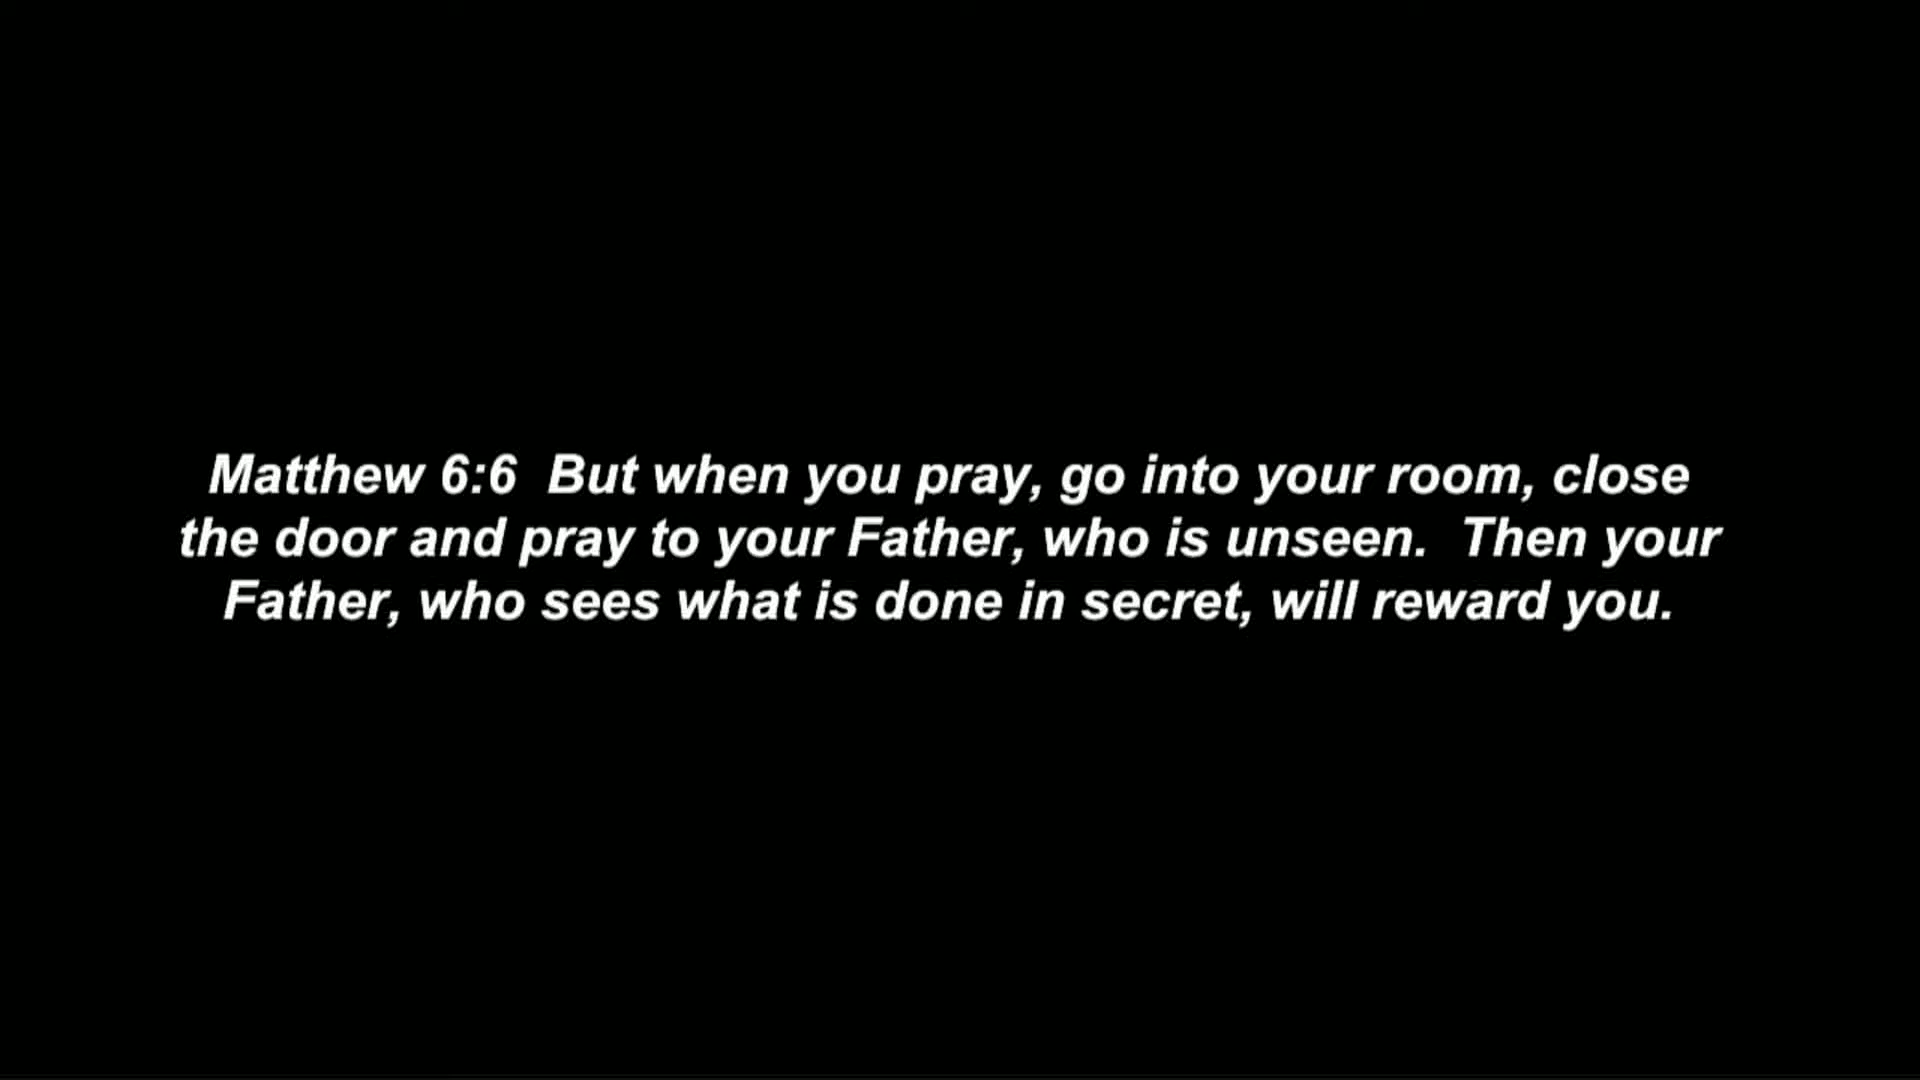 Matthew 6:6  But when you pray, go into your room, close
the door and pray to your Father, who is unseen.  Then your
Father, who sees what is done in secret, will reward you.